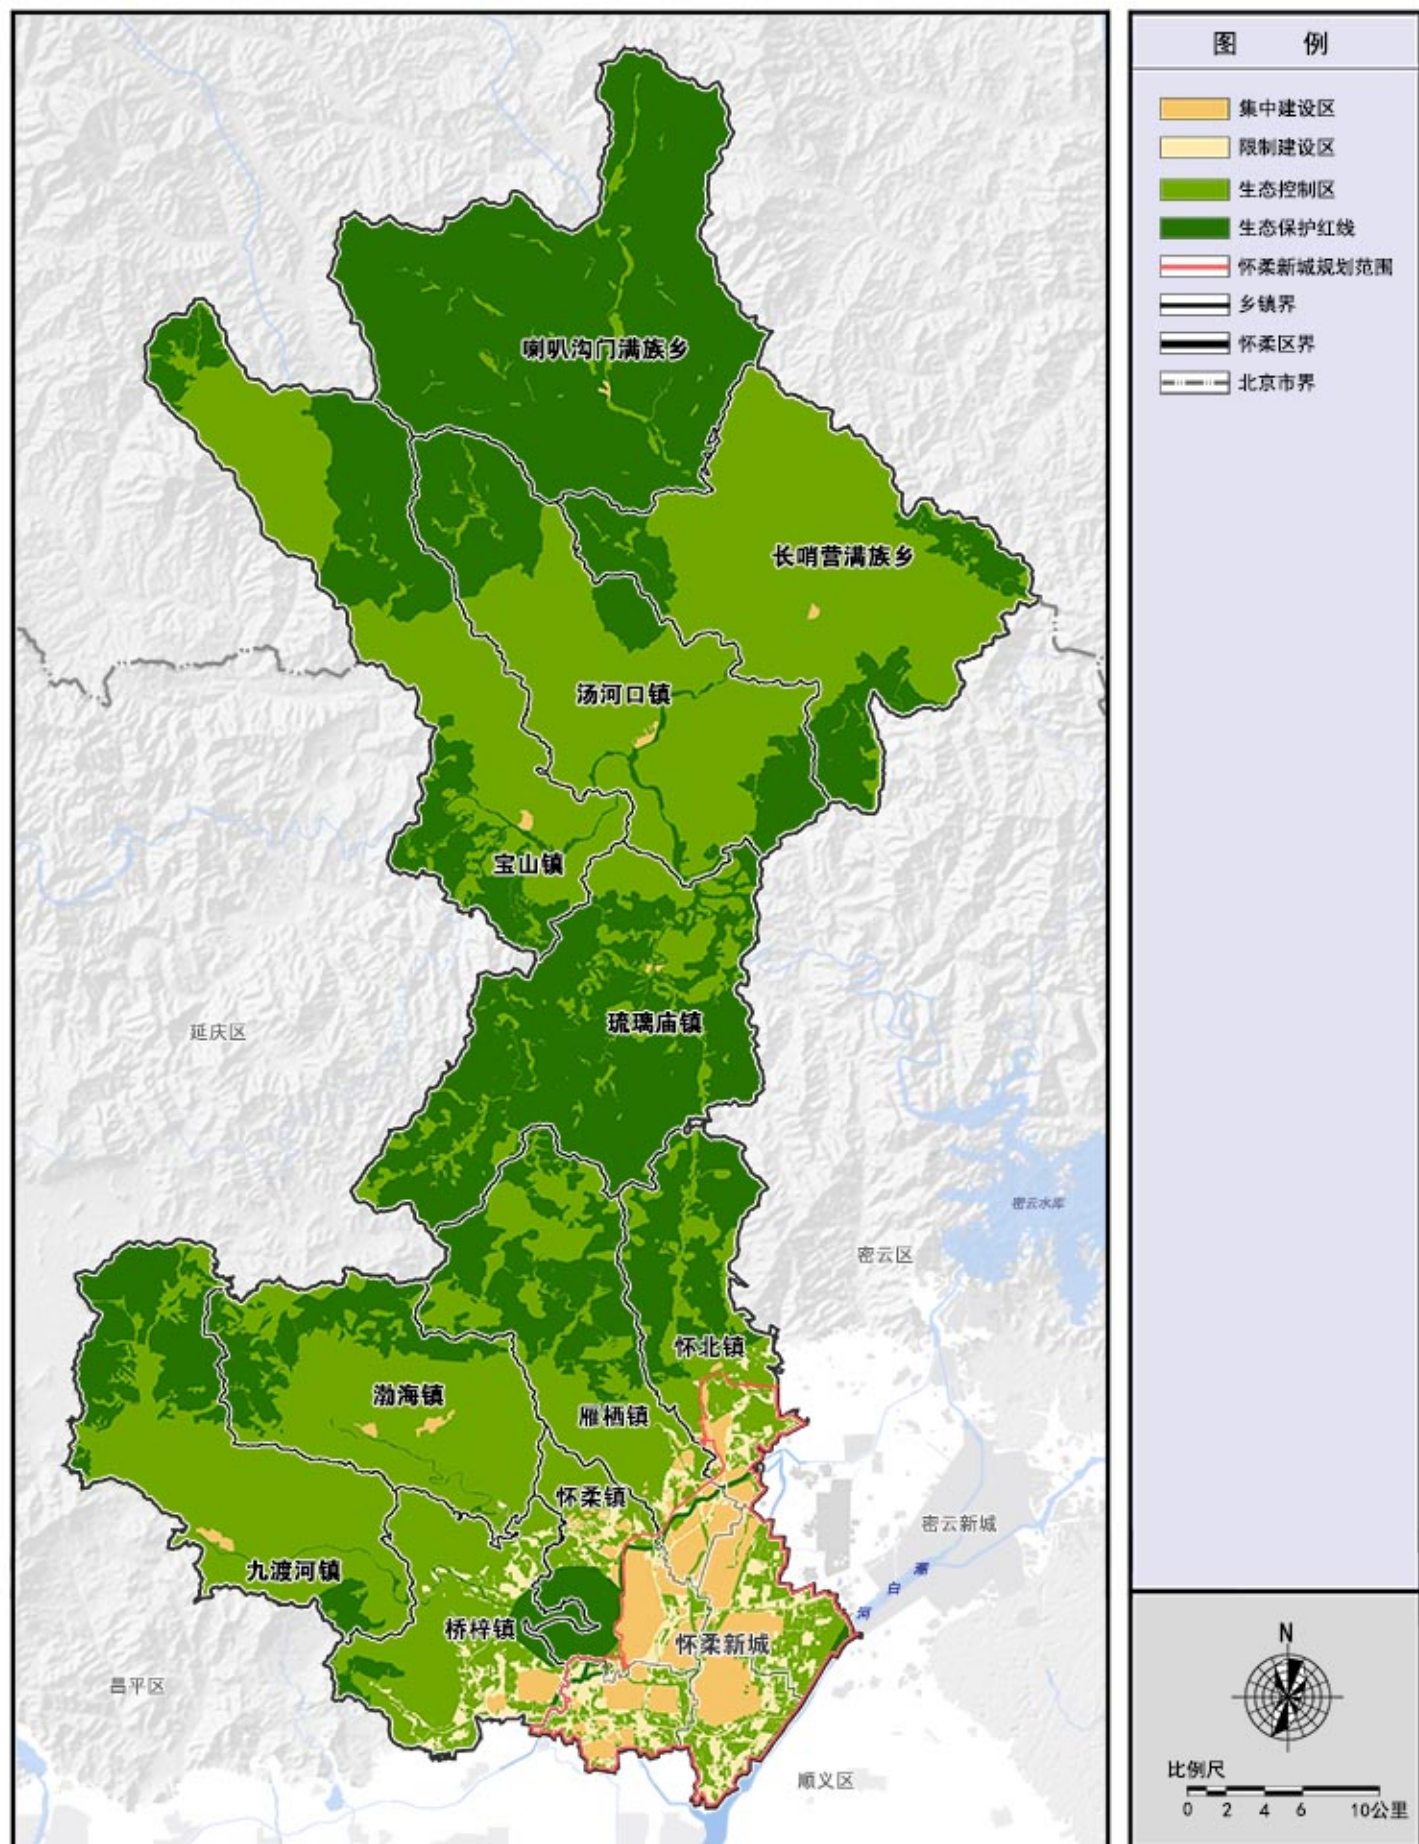 图 例
集中建设区
限制建设区
生态控制区
生态保护红线
怀柔新城规划范围
乡镇界
怀柔区界
北京市界
喇叭沟门满族乡
长哨营满族乡
汤河口镇
宝山镇
琉璃庙镇
延庆区
密云水库
密云区
怀北镇
渤海镇
雁栖镇
怀柔镇
密云新城
九渡河镇
潮
白
河
桥梓镇
怀柔新城
昌平区
顺义区
N
比例尺
0 2 4 6 10公里